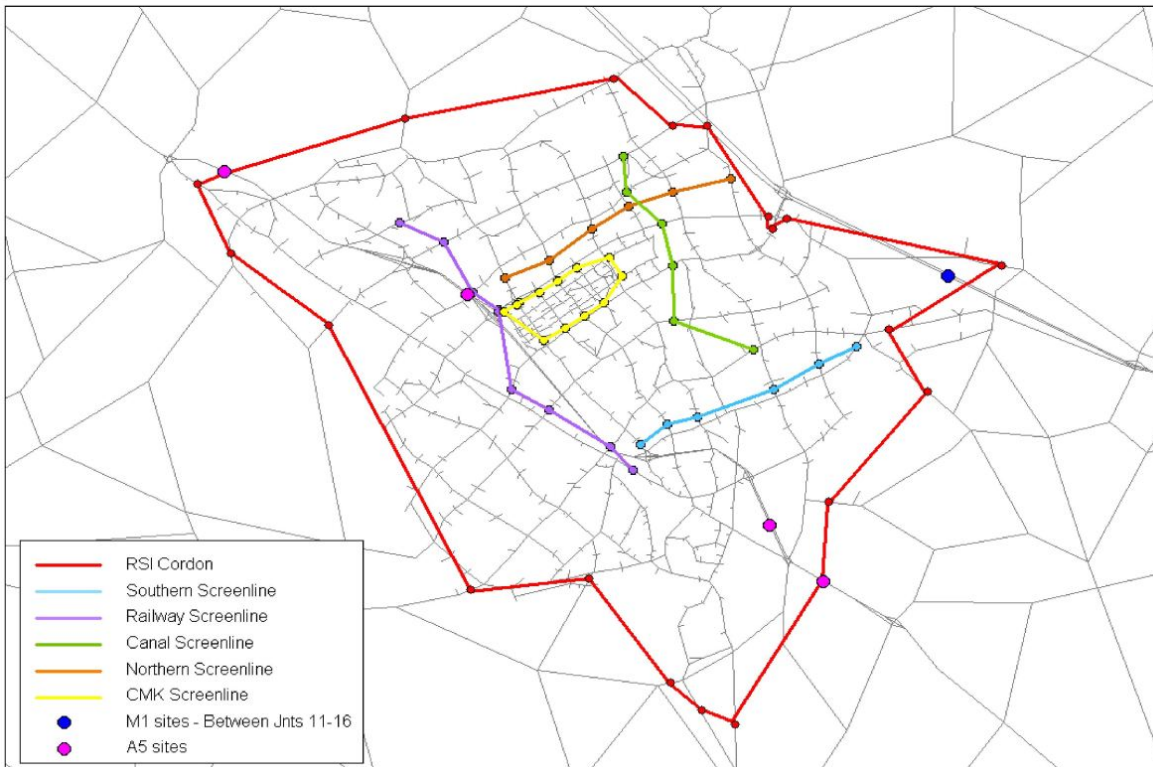 RSI Cordon
Southern Screenline
Railway Screenline
Canal Screenline
Northern Screenline
CMK Screenline
M1 sites - Between Jnts 11-16
A5 sites